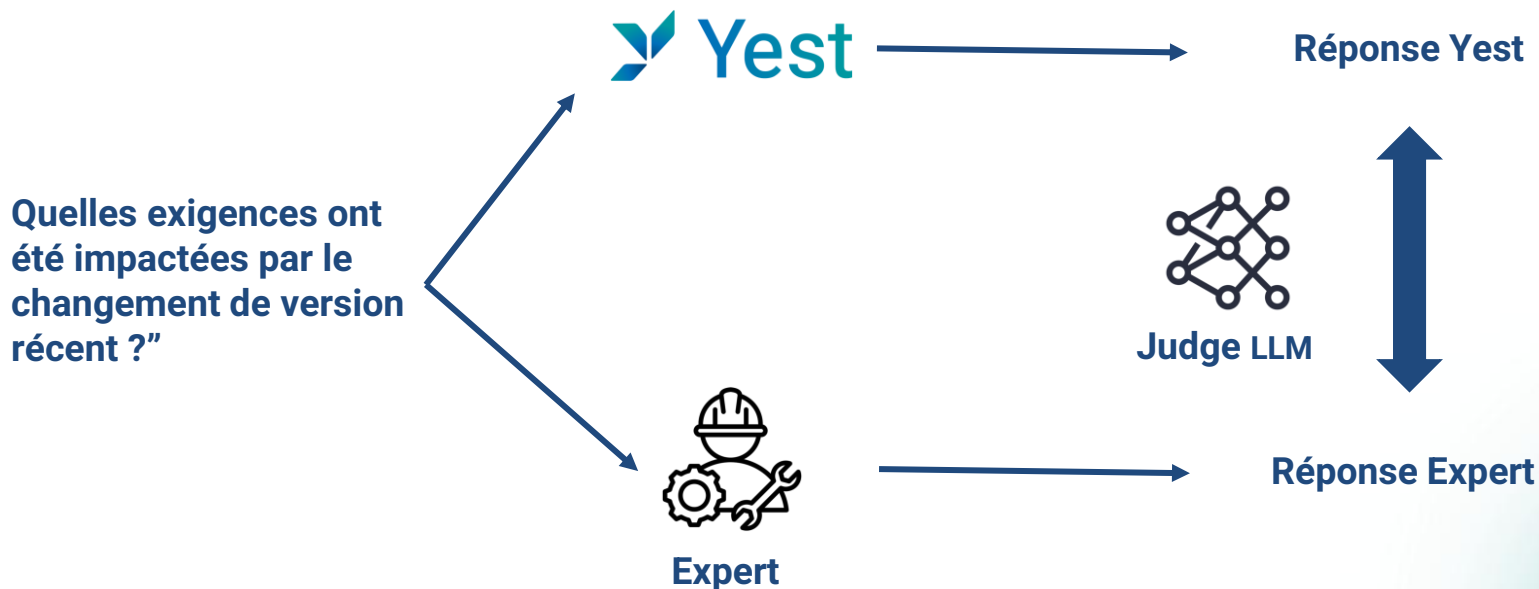 Yest
Réponse Yest
Quelles exigences ont
été impactées par le
changement de version
récent ?”
Judge LLM
Réponse Expert
Expert